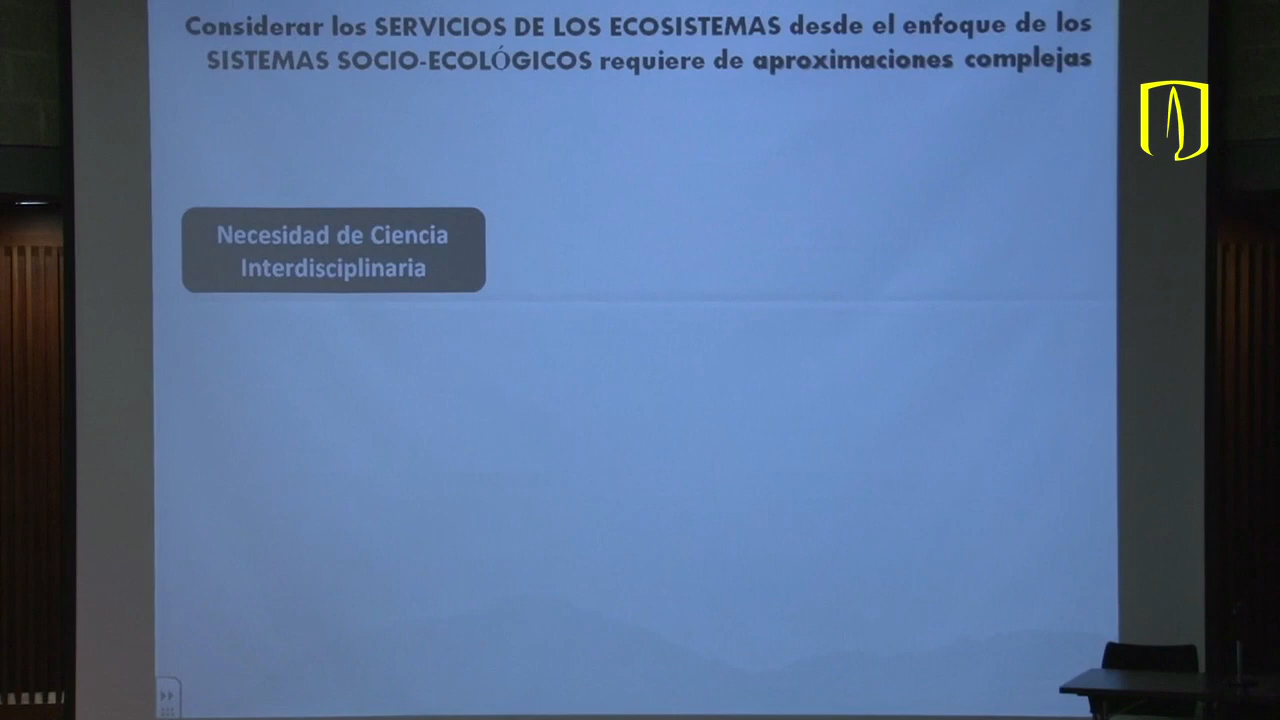 Considerar los SERVICIOS DE LOS ECOSISTEMAS desde el enfoque de los
SISTEMAS SOCIO-ECOLÓGICOS requiere de aproximaciones complejas
Necesidad de Ciencia
Interdisciplinaria